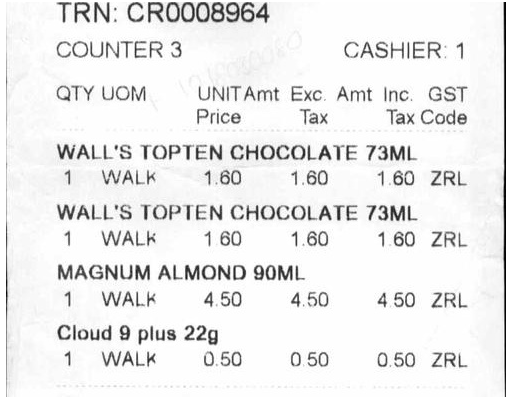 TRN: CR0008964
COUNTER 3 CASHIER: 1
QTY UOM UNIT Amt Exc. Amt Inc. GST
Price Tax Tax Code
WALL'S TOPTEN CHOCOLATE 73ML
1 WALK 1.60 1.60 1.60 ZRL
WALL'S TOPTEN CHOCOLATE 73ML
1 WALK 1.60 1.60 1.60 ZRL
MAGNUM ALMOND 90ML
1 WALK 4.50 4.50 4.50 ZRL
Cloud 9 plus 22g
1 WALK 0.50 0.50 0.50 ZRL